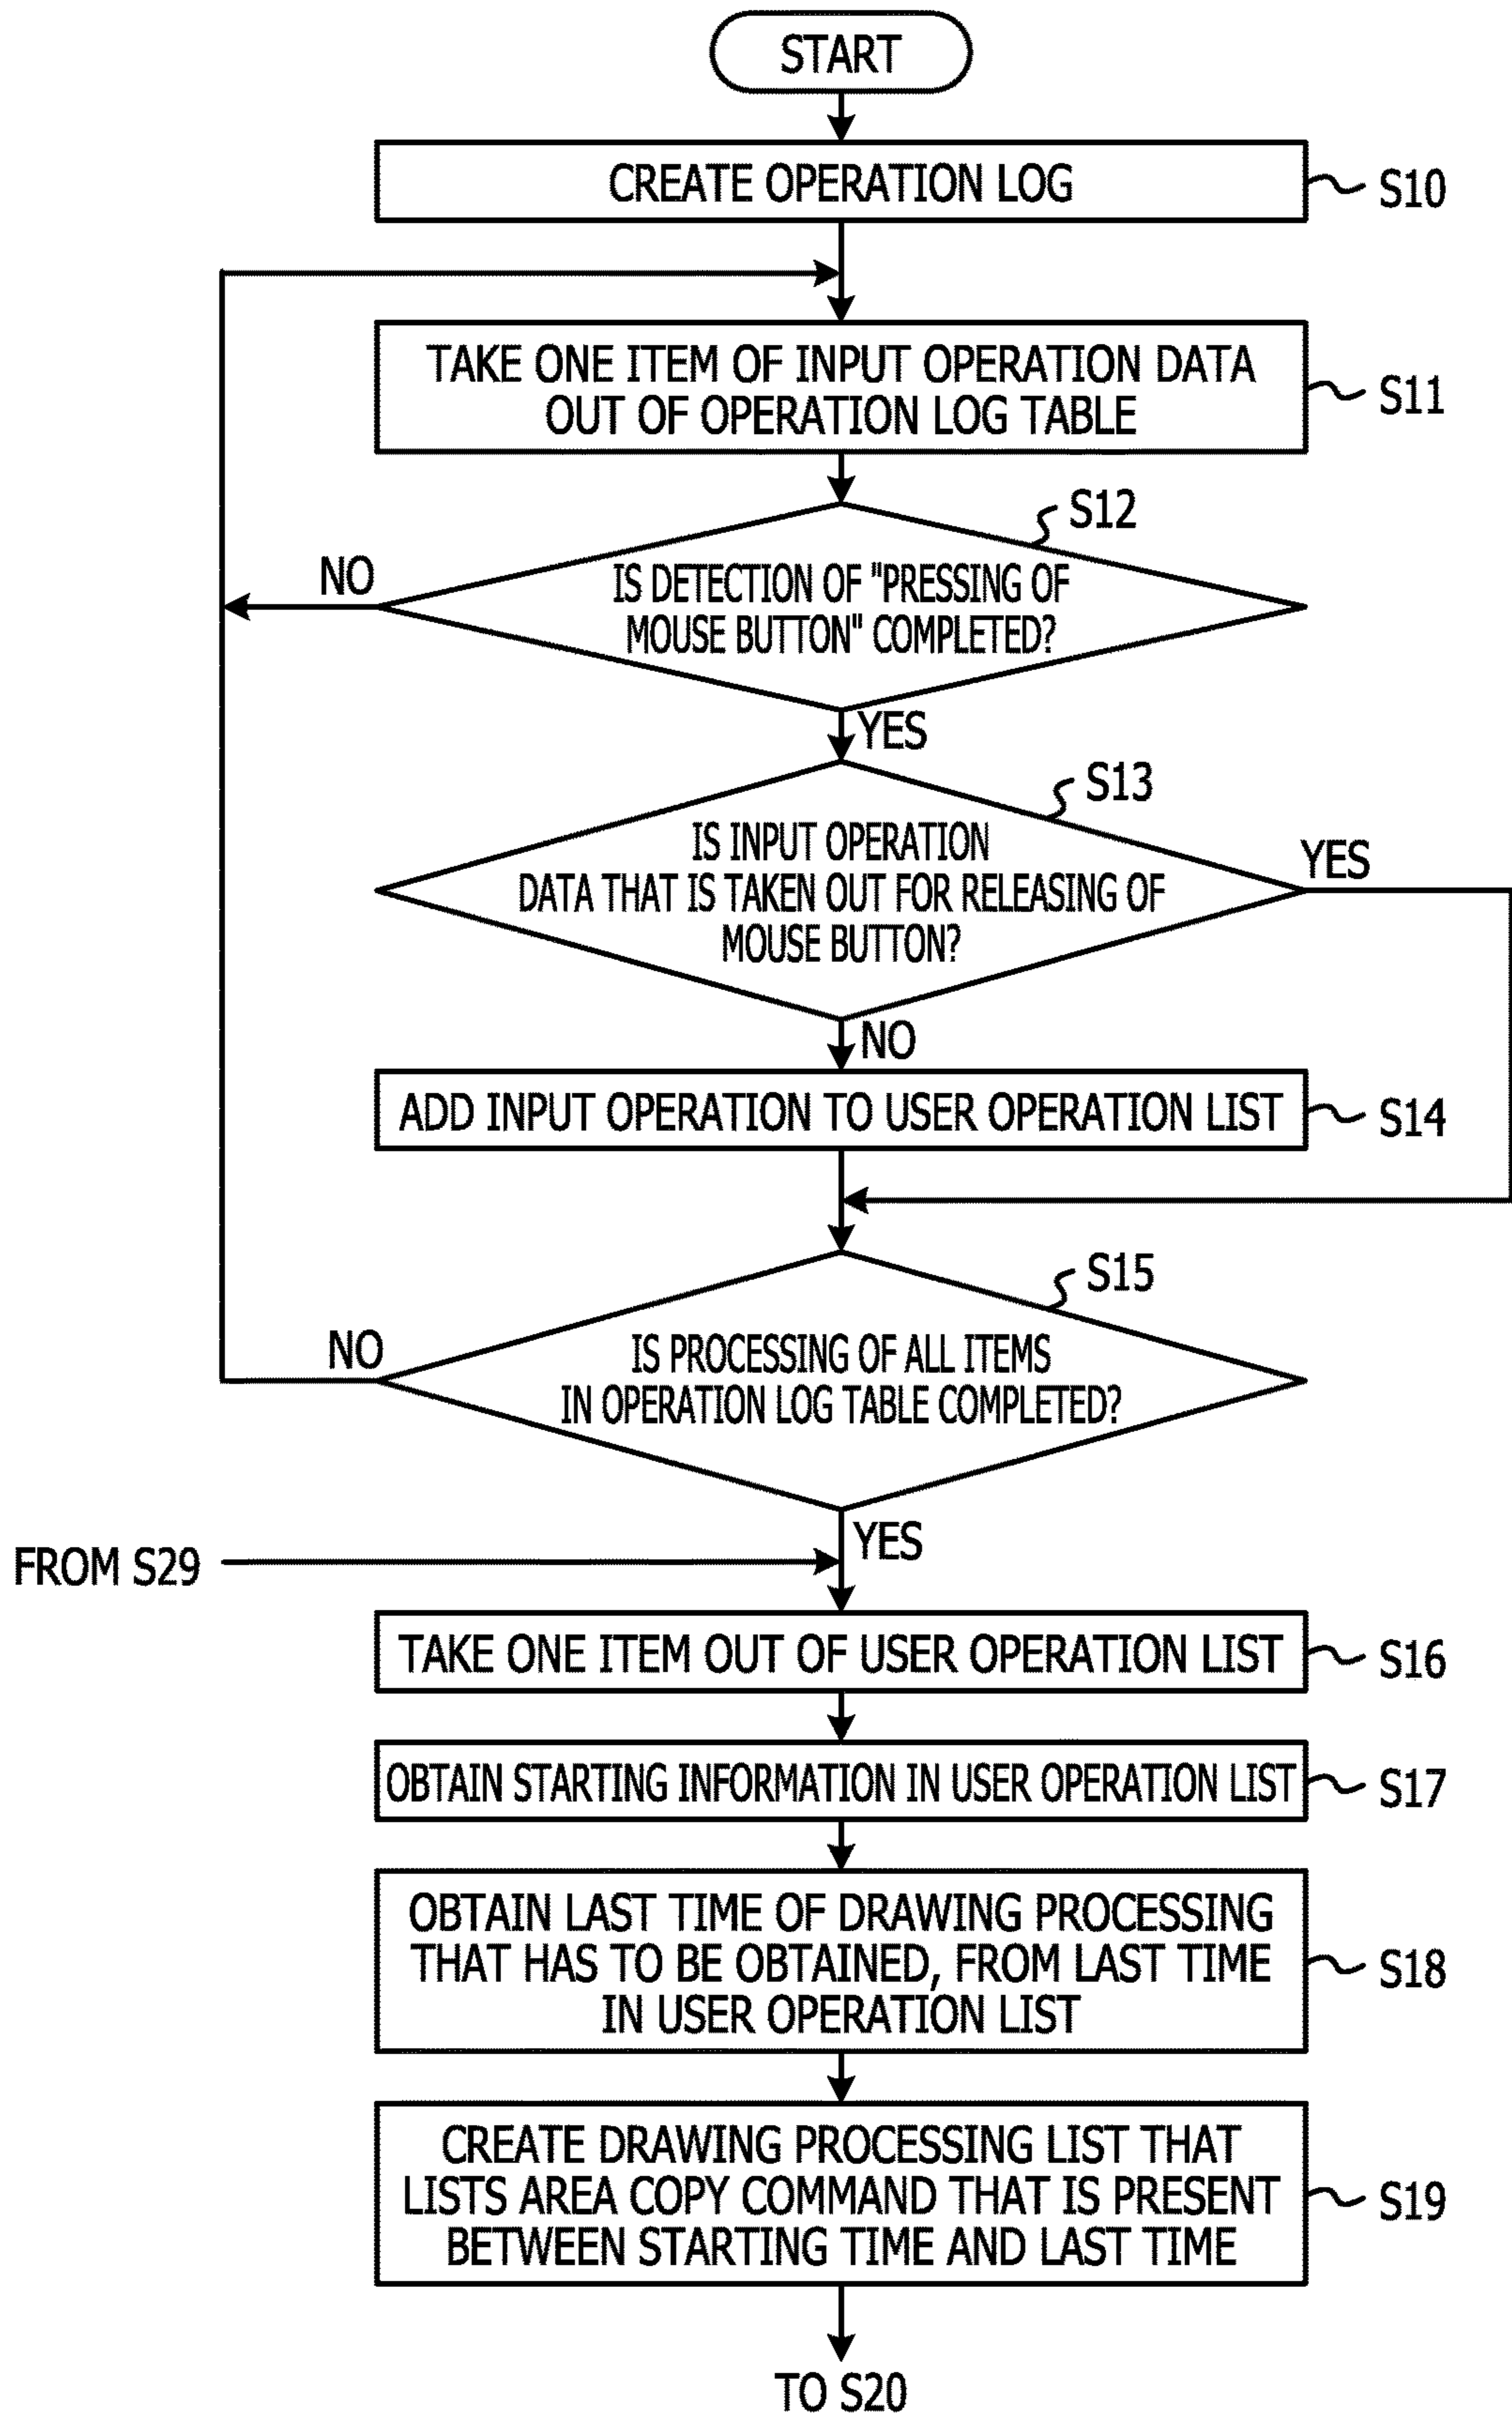 START
CREATE OPERATION LOG
S10
TAKE ONE ITEM OF INPUT OPERATION DATA
OUT OF OPERATION LOG TABLE
S11
S12
NO
IS DETECTION OF "PRESSING OF
MOUSE BUTTON" COMPLETED?
YES
S13
IS INPUT OPERATION
DATA THAT IS TAKEN OUT FOR RELEASING OF
MOUSE BUTTON?
YES
NO
ADD INPUT OPERATION TO USER OPERATION LIST
S14
S15
NO
IS PROCESSING OF ALL ITEMS
IN OPERATION LOG TABLE COMPLETED?
YES
FROM S29
TAKE ONE ITEM OUT OF USER OPERATION LIST
S16
OBTAIN STARTING INFORMATION IN USER OPERATION LIST
S17
OBTAIN LAST TIME OF DRAWING PROCESSING
THAT HAS TO BE OBTAINED, FROM LAST TIME
IN USER OPERATION LIST
S18
CREATE DRAWING PROCESSING LIST THAT
LISTS AREA COPY COMMAND THAT IS PRESENT
BETWEEN STARTING TIME AND LAST TIME
S19
TO S20